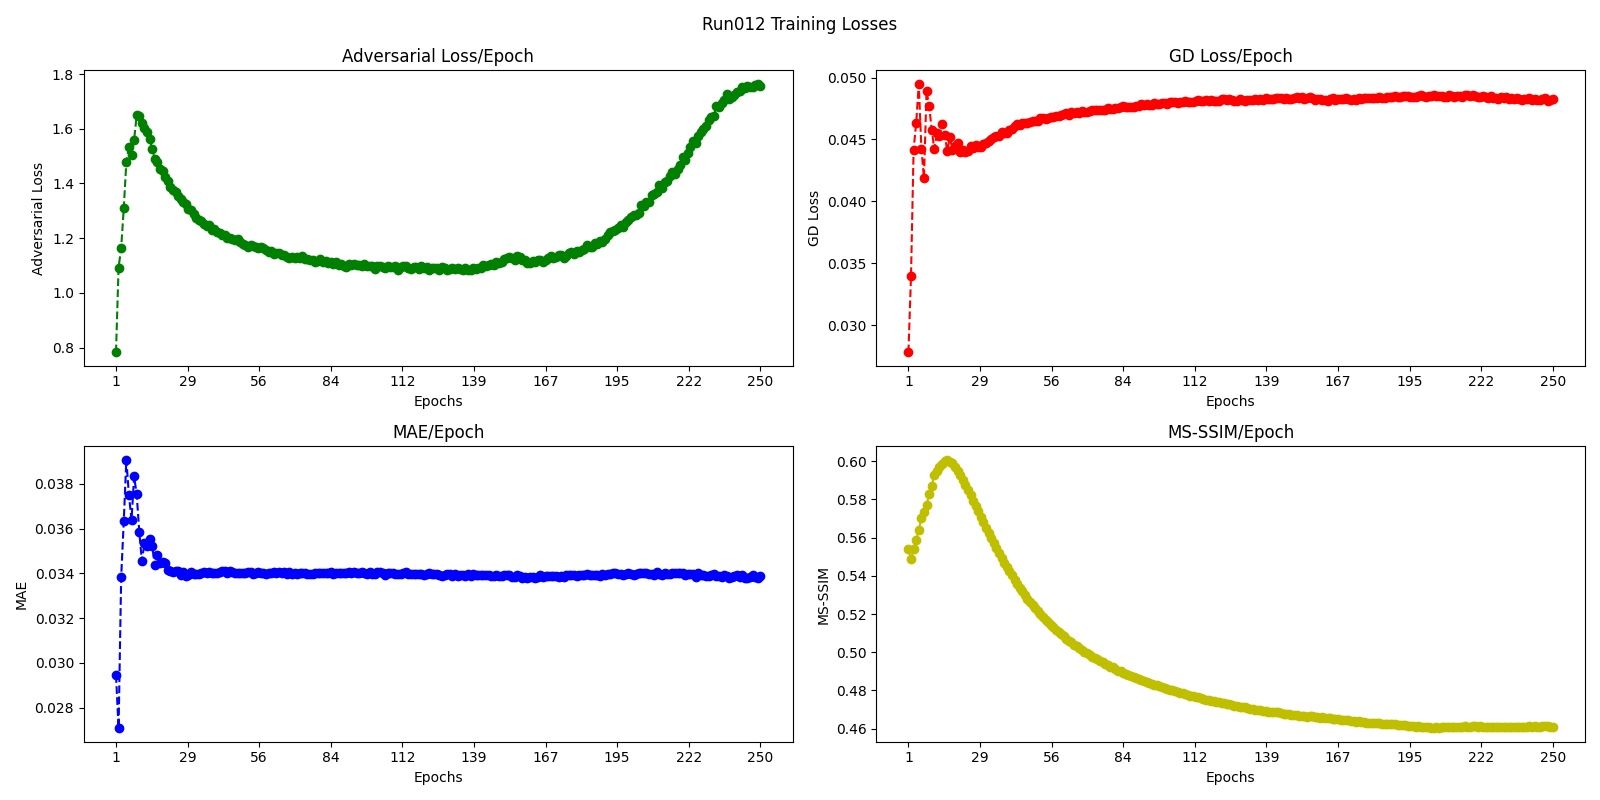 Run012 Training Losses
Adversarial Loss/Epoch
1.8
1.6
1.4
1.2
1.0
0.8
Adversarial Loss
1 29 56 84 112 139 167 195 222 250
Epochs
GD Loss/Epoch
0.050
0.045
0.040
0.035
0.030
GD Loss
1 29 56 84 112 139 167 195 222 250
Epochs
MAE/Epoch
0.038
0.036
0.034
0.032
0.030
0.028
MAE
1 29 56 84 112 139 167 195 222 250
Epochs
MS-SSIM/Epoch
0.60
0.58
0.56
0.54
0.52
0.50
0.48
0.46
MS-SSIM
1 29 56 84 112 139 167 195 222 250
Epochs